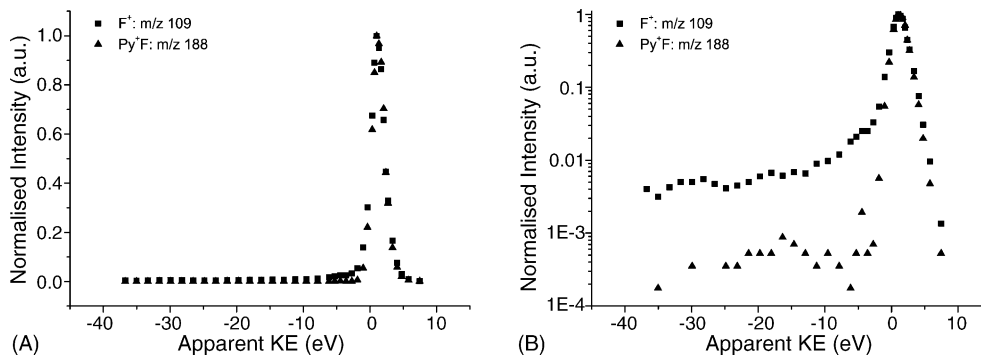 F⁺: m/z 109
Py⁺F: m/z 188
Normalised Intensity (a.u.)
1.0
0.8
0.6
0.4
0.2
0.0
-40 -30 -20 -10 0 10
Apparent KE (eV)
(A)
F⁺: m/z 109
Py⁺F: m/z 188
Normalised Intensity (a.u.)
1
0.1
0.01
1E-3
1E-4
-40 -30 -20 -10 0 10
Apparent KE (eV)
(B)